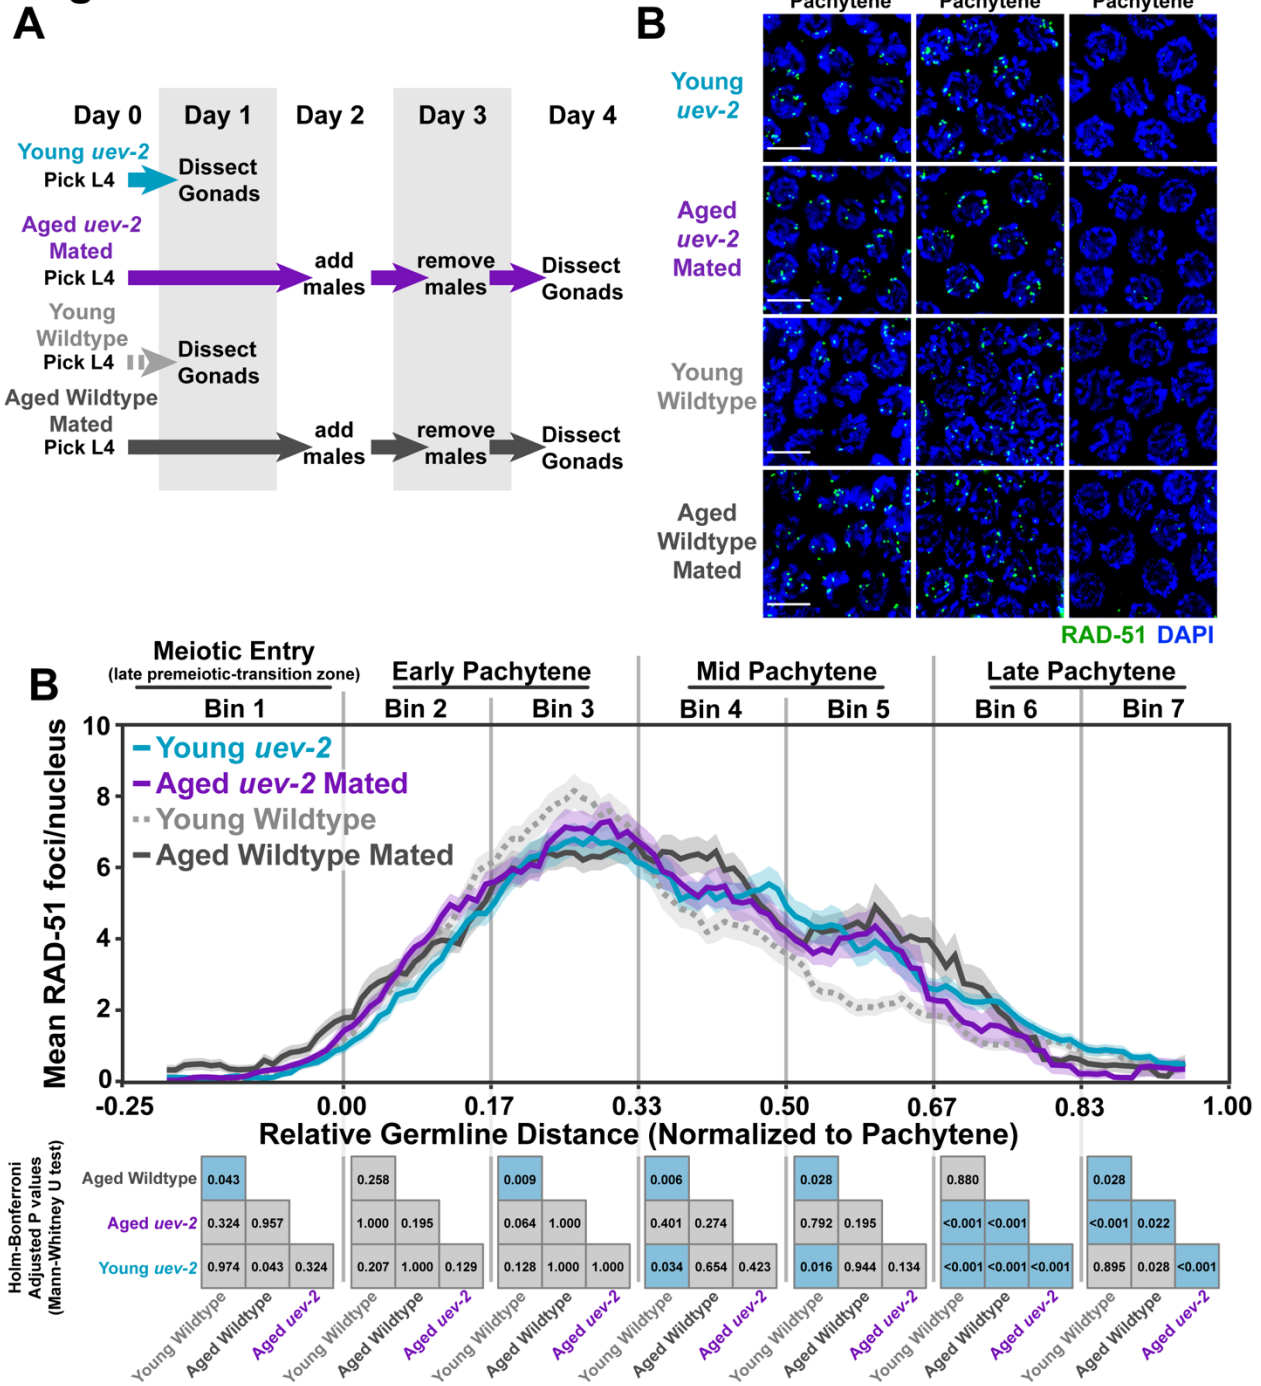 A
Day 0 Day 1 Day 2 Day 3 Day 4
Young uev-2
Pick L4
Dissect
Gonads
Aged uev-2
Mated
Pick L4
add
males
remove
males
Dissect
Gonads
Young
Wildtype
Pick L4
Dissect
Gonads
Aged Wildtype
Mated
Pick L4
add
males
remove
males
Dissect
Gonads
B
Pachytene Pachytene Pachytene
Young
uev-2
Aged
uev-2
Mated
Young
Wildtype
Aged
Wildtype
Mated
RAD-51 DAPI
B
Meiotic Entry
(late premeiotic-transition zone)
Early Pachytene Mid Pachytene Late Pachytene
Bin 1 Bin 2 Bin 3 Bin 4 Bin 5 Bin 6 Bin 7
Mean RAD-51 foci/nucleus
10
8
6
4
2
0
Young uev-2
Aged uev-2 Mated
Young Wildtype
Aged Wildtype Mated
-0.25 0.00 0.17 0.33 0.50 0.67 0.83 1.00
Relative Germline Distance (Normalized to Pachytene)
Holm-Bonferroni
Adjusted P values
(Mann-Whitney U test)
Aged Wildtype 0.043 0.258 0.009 0.006 0.028 0.880 0.028
Aged uev-2 0.324 0.957 1.000 0.195 0.064 1.000 0.401 0.274 0.792 0.195 <0.001 <0.001 <0.001 0.022
Young uev-2 0.974 0.043 0.324 0.207 1.000 0.129 0.128 1.000 1.000 0.034 0.654 0.423 0.016 0.944 0.134 <0.001 <0.001 <0.001 0.895 0.028 <0.001
Young Wildtype Aged Wildtype Aged uev-2 Young Wildtype Aged Wildtype Aged uev-2 Young Wildtype Aged Wildtype Aged uev-2 Young Wildtype Aged Wildtype Aged uev-2 Young Wildtype Aged Wildtype Aged uev-2 Young Wildtype Aged Wildtype Aged uev-2 Young Wildtype Aged Wildtype Aged uev-2